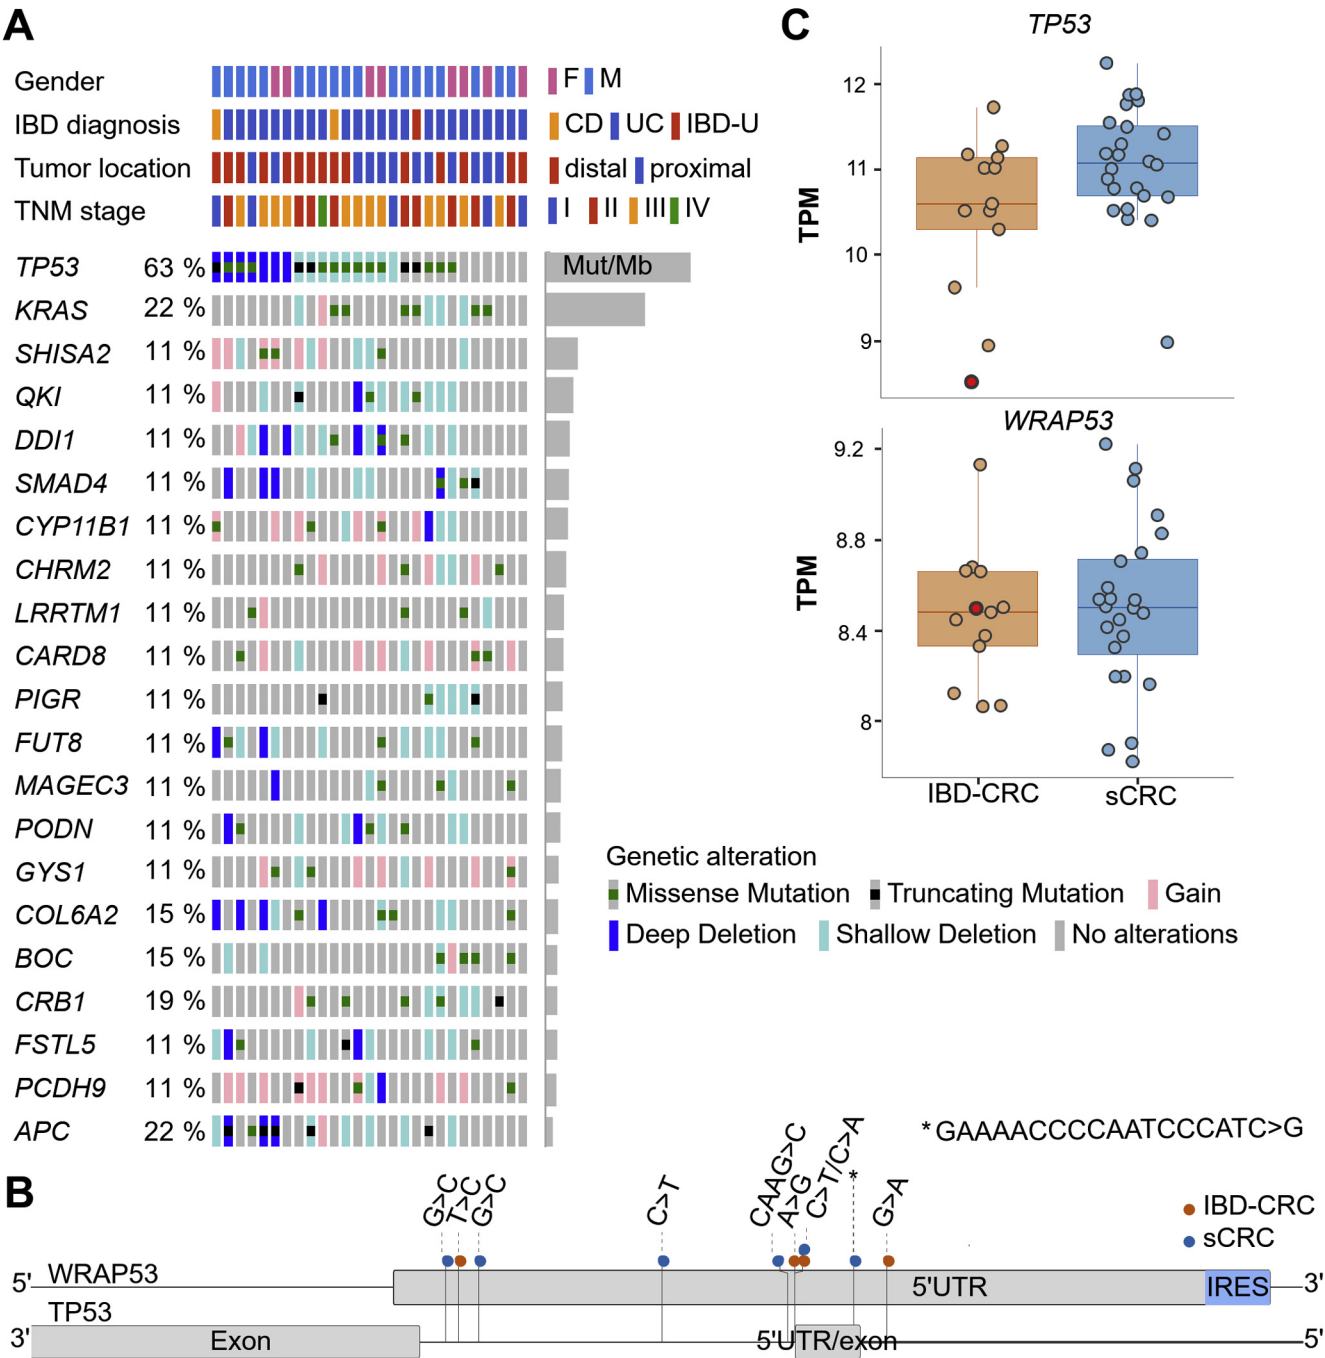 A
Gender
F M
IBD diagnosis
CD UC IBD-U
Tumor location
distal proximal
TNM stage
I II III IV
TP53 63 %
Mut/Mb
KRAS 22 %
SHISA2 11 %
QKI 11 %
DDI1 11 %
SMAD4 11 %
CYP11B1 11 %
CHRM2 11 %
LRRTM1 11 %
CARD8 11 %
PIGR 11 %
FUT8 11 %
MAGEC3 11 %
PODN 11 %
GYS1 11 %
COL6A2 15 %
BOC 15 %
CRB1 19 %
FSTL5 11 %
PCDH9 11 %
APC 22 %
C
TP53
TPM
12
11
10
9
WRAP53
TPM
9.2
8.8
8.4
8
IBD-CRC sCRC
Genetic alteration
Missense Mutation Truncating Mutation Gain
Deep Deletion Shallow Deletion No alterations
B
G>C
T>C
G>C
C>T
CAAG>C
A>G
C>T/C>A
*
G>A
*GAAAACCCCAATCCCATC>G
IBD-CRC
sCRC
5' WRAP53 5'UTR IRES 3'
TP53
3' Exon 5'UTR/exon 5'